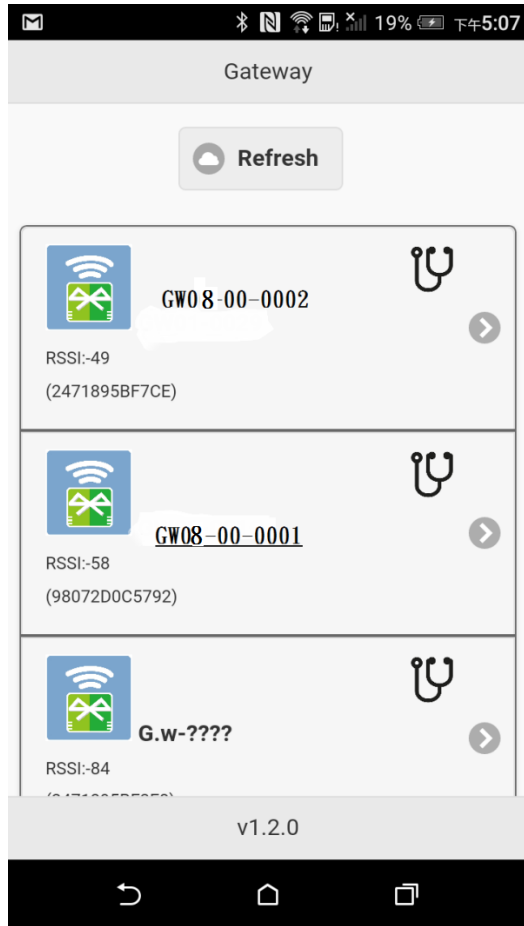 19% 下午5:07
Gateway
Refresh
GW08-00-0002
RSSI:-49
(2471895BF7CE)
GW08-00-0001
RSSI:-58
(98072D0C5792)
G.w-????
RSSI:-84
v1.2.0